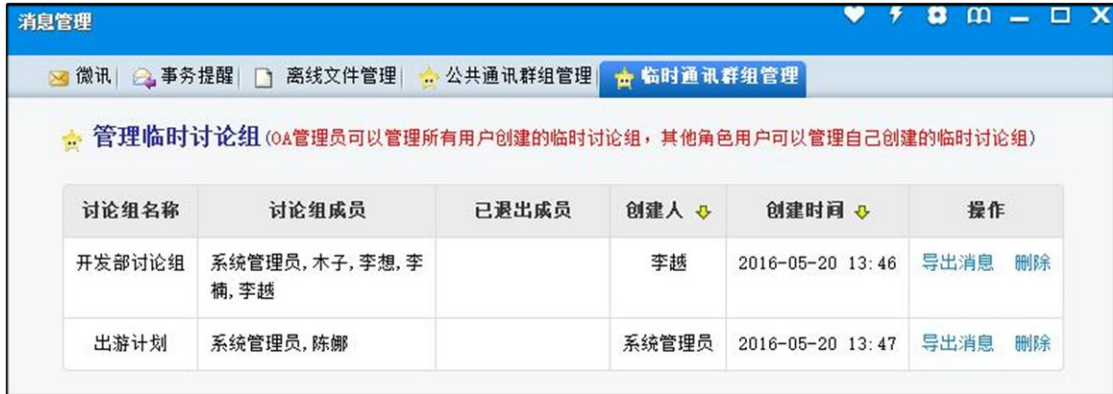 消息管理
微讯 事务提醒 离线文件管理 公共通讯群组管理 临时通讯群组管理
管理临时讨论组(OA管理员可以管理所有用户创建的临时讨论组，其他角色用户可以管理自己创建的临时讨论组)
讨论组名称 讨论组成员 已退出成员 创建人 创建时间 操作
开发部讨论组 系统管理员,木子,李想,李 李越 2016-05-20 13:46 导出消息 删除
楠,李越
出游计划 系统管理员,陈娜 系统管理员 2016-05-20 13:47 导出消息 删除